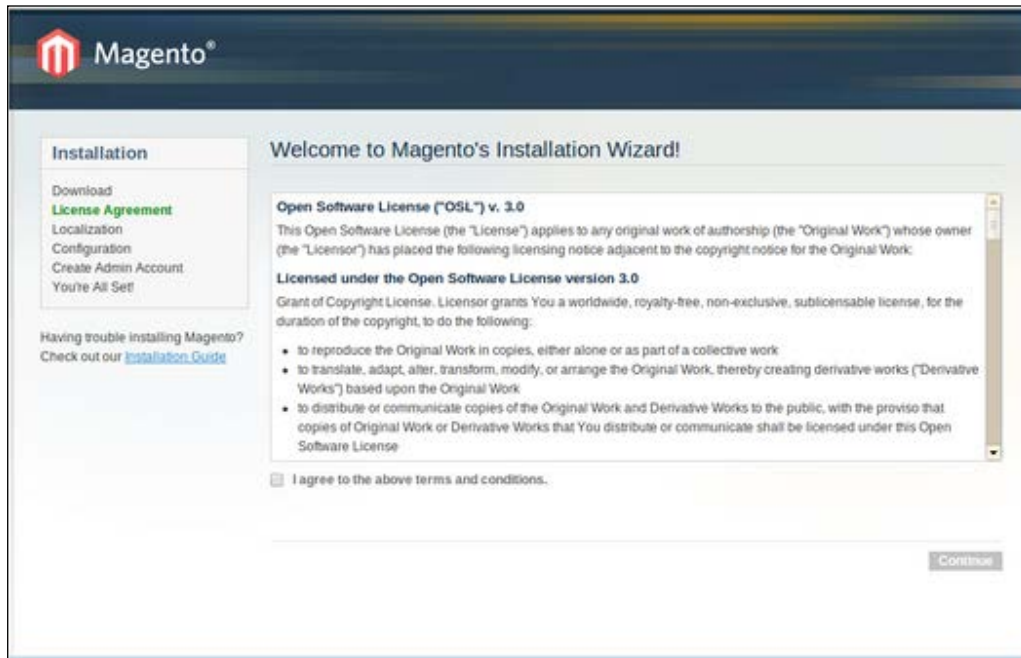 Magento®
Installation
Download
License Agreement
Localization
Configuration
Create Admin Account
You're All Set!
Having trouble installing Magento?
Check out our Installation Guide
Welcome to Magento's Installation Wizard!
Open Software License ("OSL") v. 3.0
This Open Software License (the "License") applies to any original work of authorship (the "Original Work") whose owner
(the "Licensor") has placed the following licensing notice adjacent to the copyright notice for the Original Work:
Licensed under the Open Software License version 3.0
Grant of Copyright License. Licensor grants You a worldwide, royalty-free, non-exclusive, sublicensable license, for the
duration of the copyright, to do the following:
• to reproduce the Original Work in copies, either alone or as part of a collective work
• to translate, adapt, alter, transform, modify, or arrange the Original Work, thereby creating derivative works ("Derivative
Works") based upon the Original Work
• to distribute or communicate copies of the Original Work and Derivative Works to the public, with the proviso that
copies of Original Work or Derivative Works that You distribute or communicate shall be licensed under this Open
Software License
I agree to the above terms and conditions.
Continue